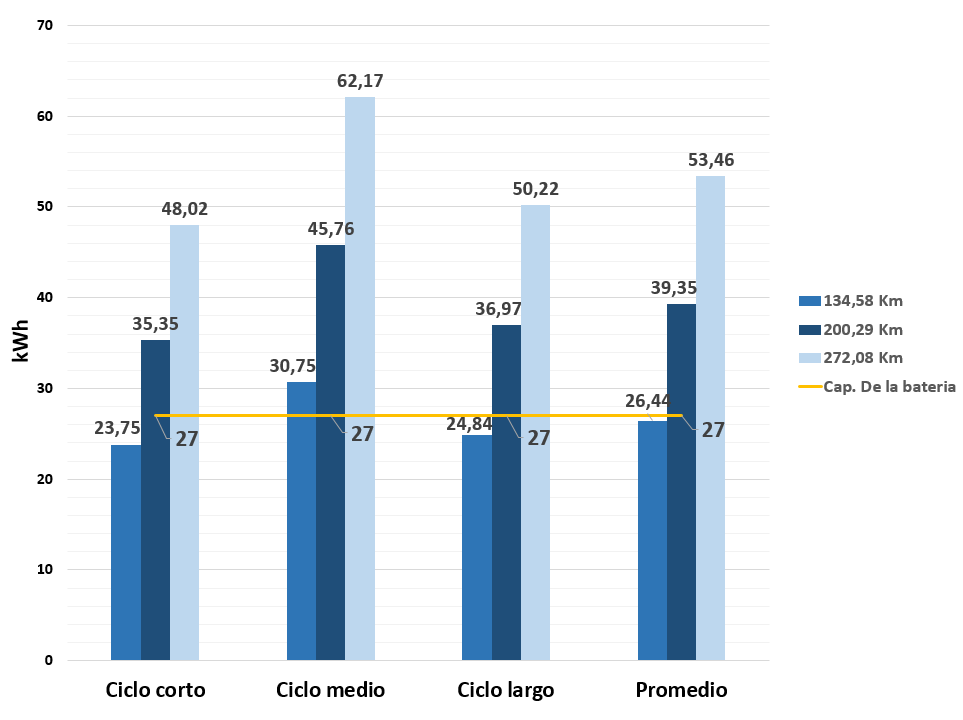 70
60
50
40
30
20
10
0
kWh
23,75
35,35
48,02
27
30,75
45,76
62,17
27
24,84
36,97
50,22
27
26,44
39,35
53,46
27
Ciclo corto
Ciclo medio
Ciclo largo
Promedio
134,58 Km
200,29 Km
272,08 Km
Cap. De la bateria